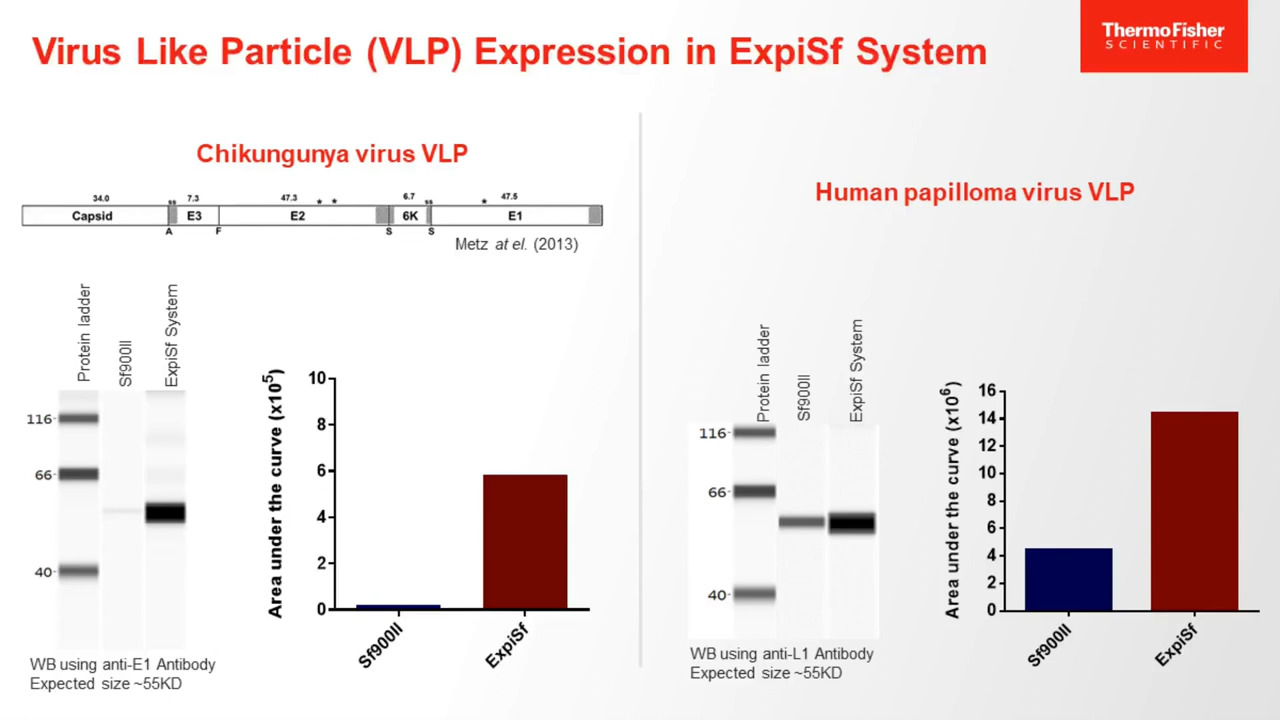 Virus Like Particle (VLP) Expression in ExpiSf System
ThermoFisher
SCIENTIFIC
Chikungunya virus VLP
34.0 ss 7.3 47.3 * * 6.7 ss * 47.5
Capsid E3 E2 6K E1
A F S S
Metz at el. (2013)
Protein ladder
Sf900II
ExpiSf System
116
66
40
WB using anti-E1 Antibody
Expected size ~55KD
Area under the curve (x10⁵)
10
8
6
4
2
0
Sf900II
ExpiSf
Human papilloma virus VLP
Protein ladder
Sf900II
ExpiSf System
116
66
40
WB using anti-L1 Antibody
Expected size ~55KD
Area under the curve (x10⁶)
16
14
12
10
8
6
4
2
0
Sf900II
ExpiSf